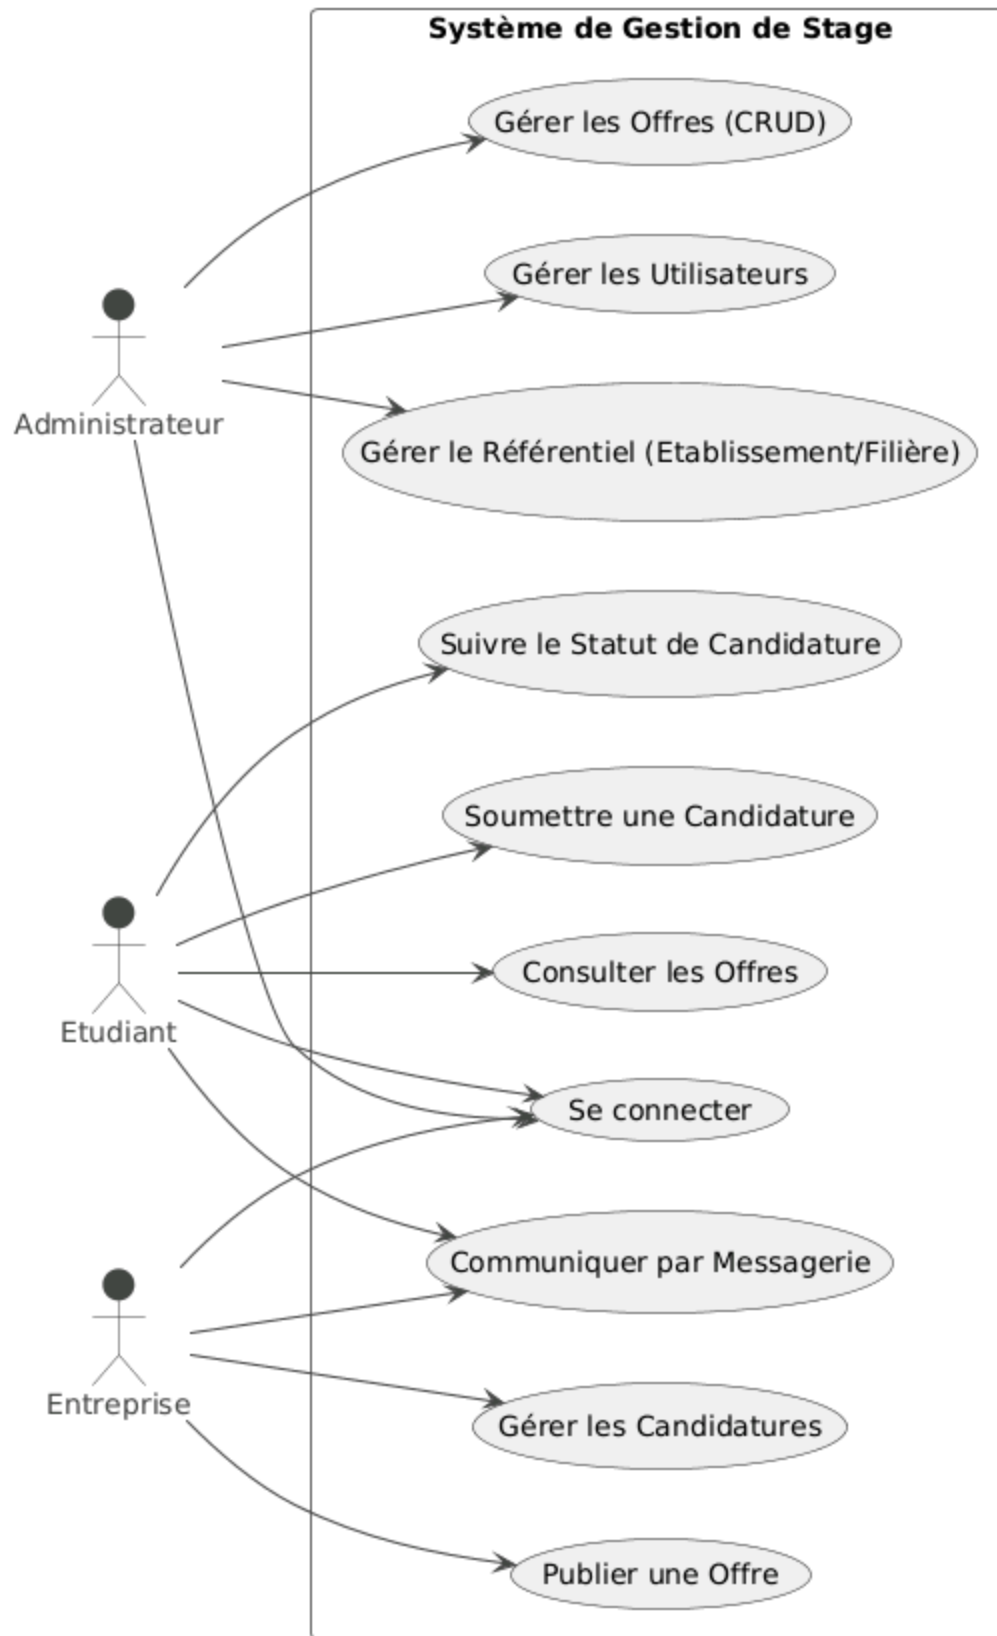 Système de Gestion de Stage
Gérer les Offres (CRUD)
Gérer les Utilisateurs
Administrateur
Gérer le Référentiel (Etablissement/Filière)
Suivre le Statut de Candidature
Soumettre une Candidature
Consulter les Offres
Etudiant
Se connecter
Communiquer par Messagerie
Entreprise
Gérer les Candidatures
Publier une Offre